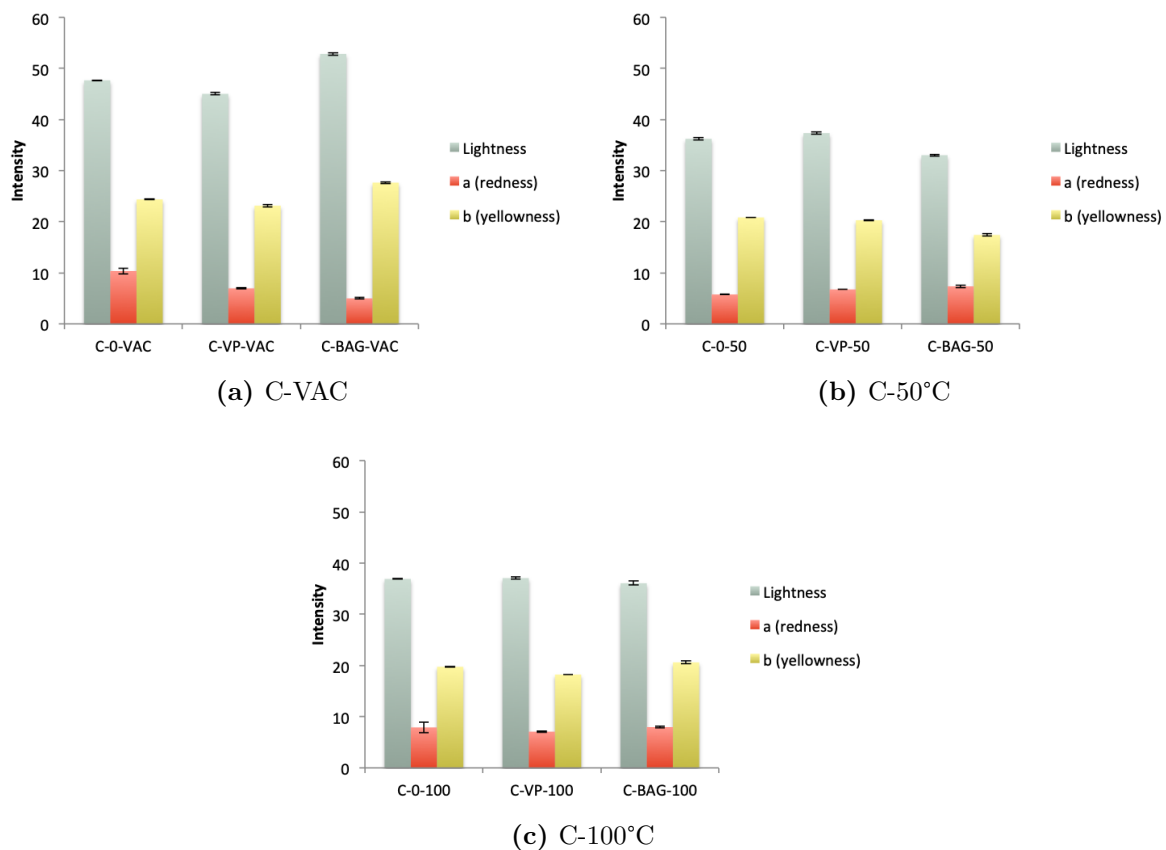 60
50
40
30
20
10
0
Intensity
C-0-VAC C-VP-VAC C-BAG-VAC
Lightness
a (redness)
b (yellowness)
(a) C-VAC
60
50
40
30
20
10
0
Intensity
C-0-50 C-VP-50 C-BAG-50
Lightness
a (redness)
b (yellowness)
(b) C-50°C
60
50
40
30
20
10
0
Intensity
C-0-100 C-VP-100 C-BAG-100
Lightness
a (redness)
b (yellowness)
(c) C-100°C